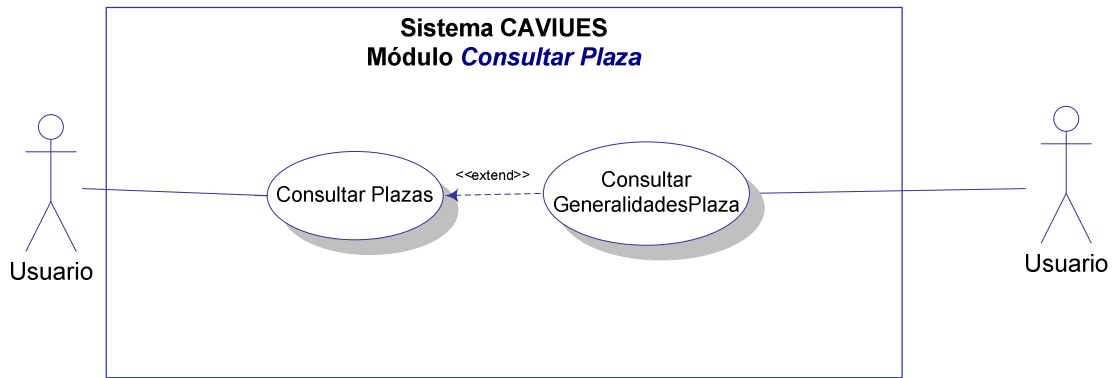 Sistema CAVIUES
Módulo Consultar Plaza
Usuario
Consultar Plazas
<<extend>>
Consultar
GeneralidadesPlaza
Usuario